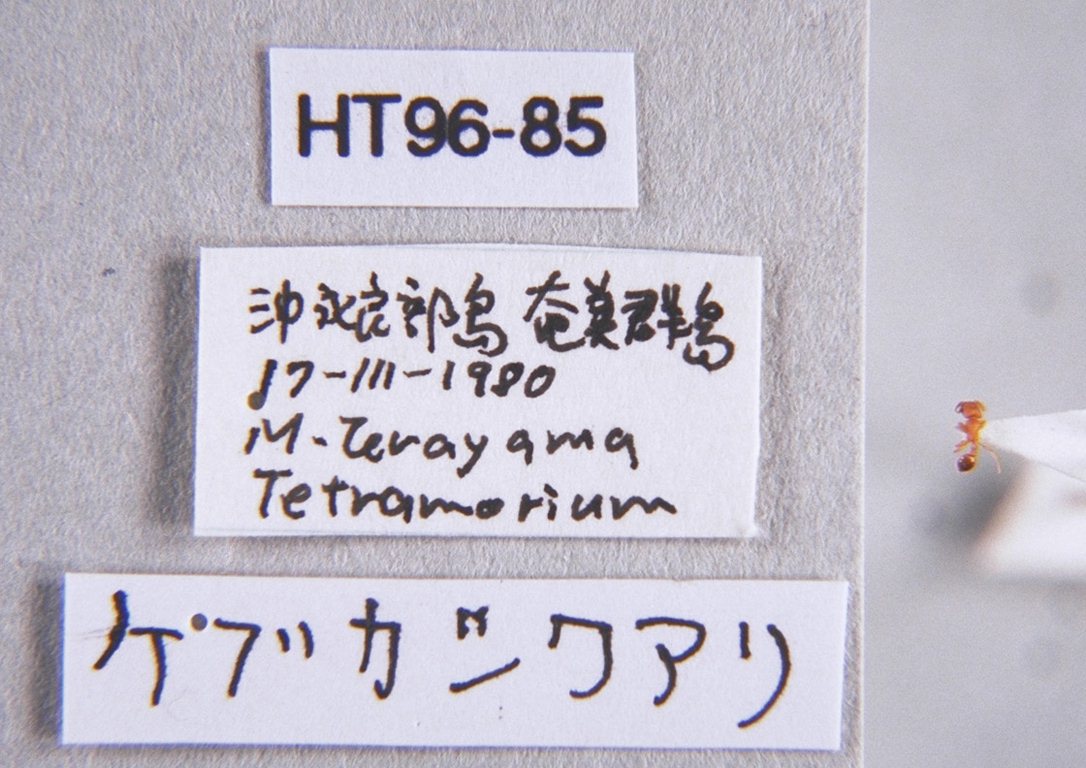 HT96-85
沖永良部島 奄美群島
17-III-1980
M. Terayama
Tetramorium
ケブカシワアリ